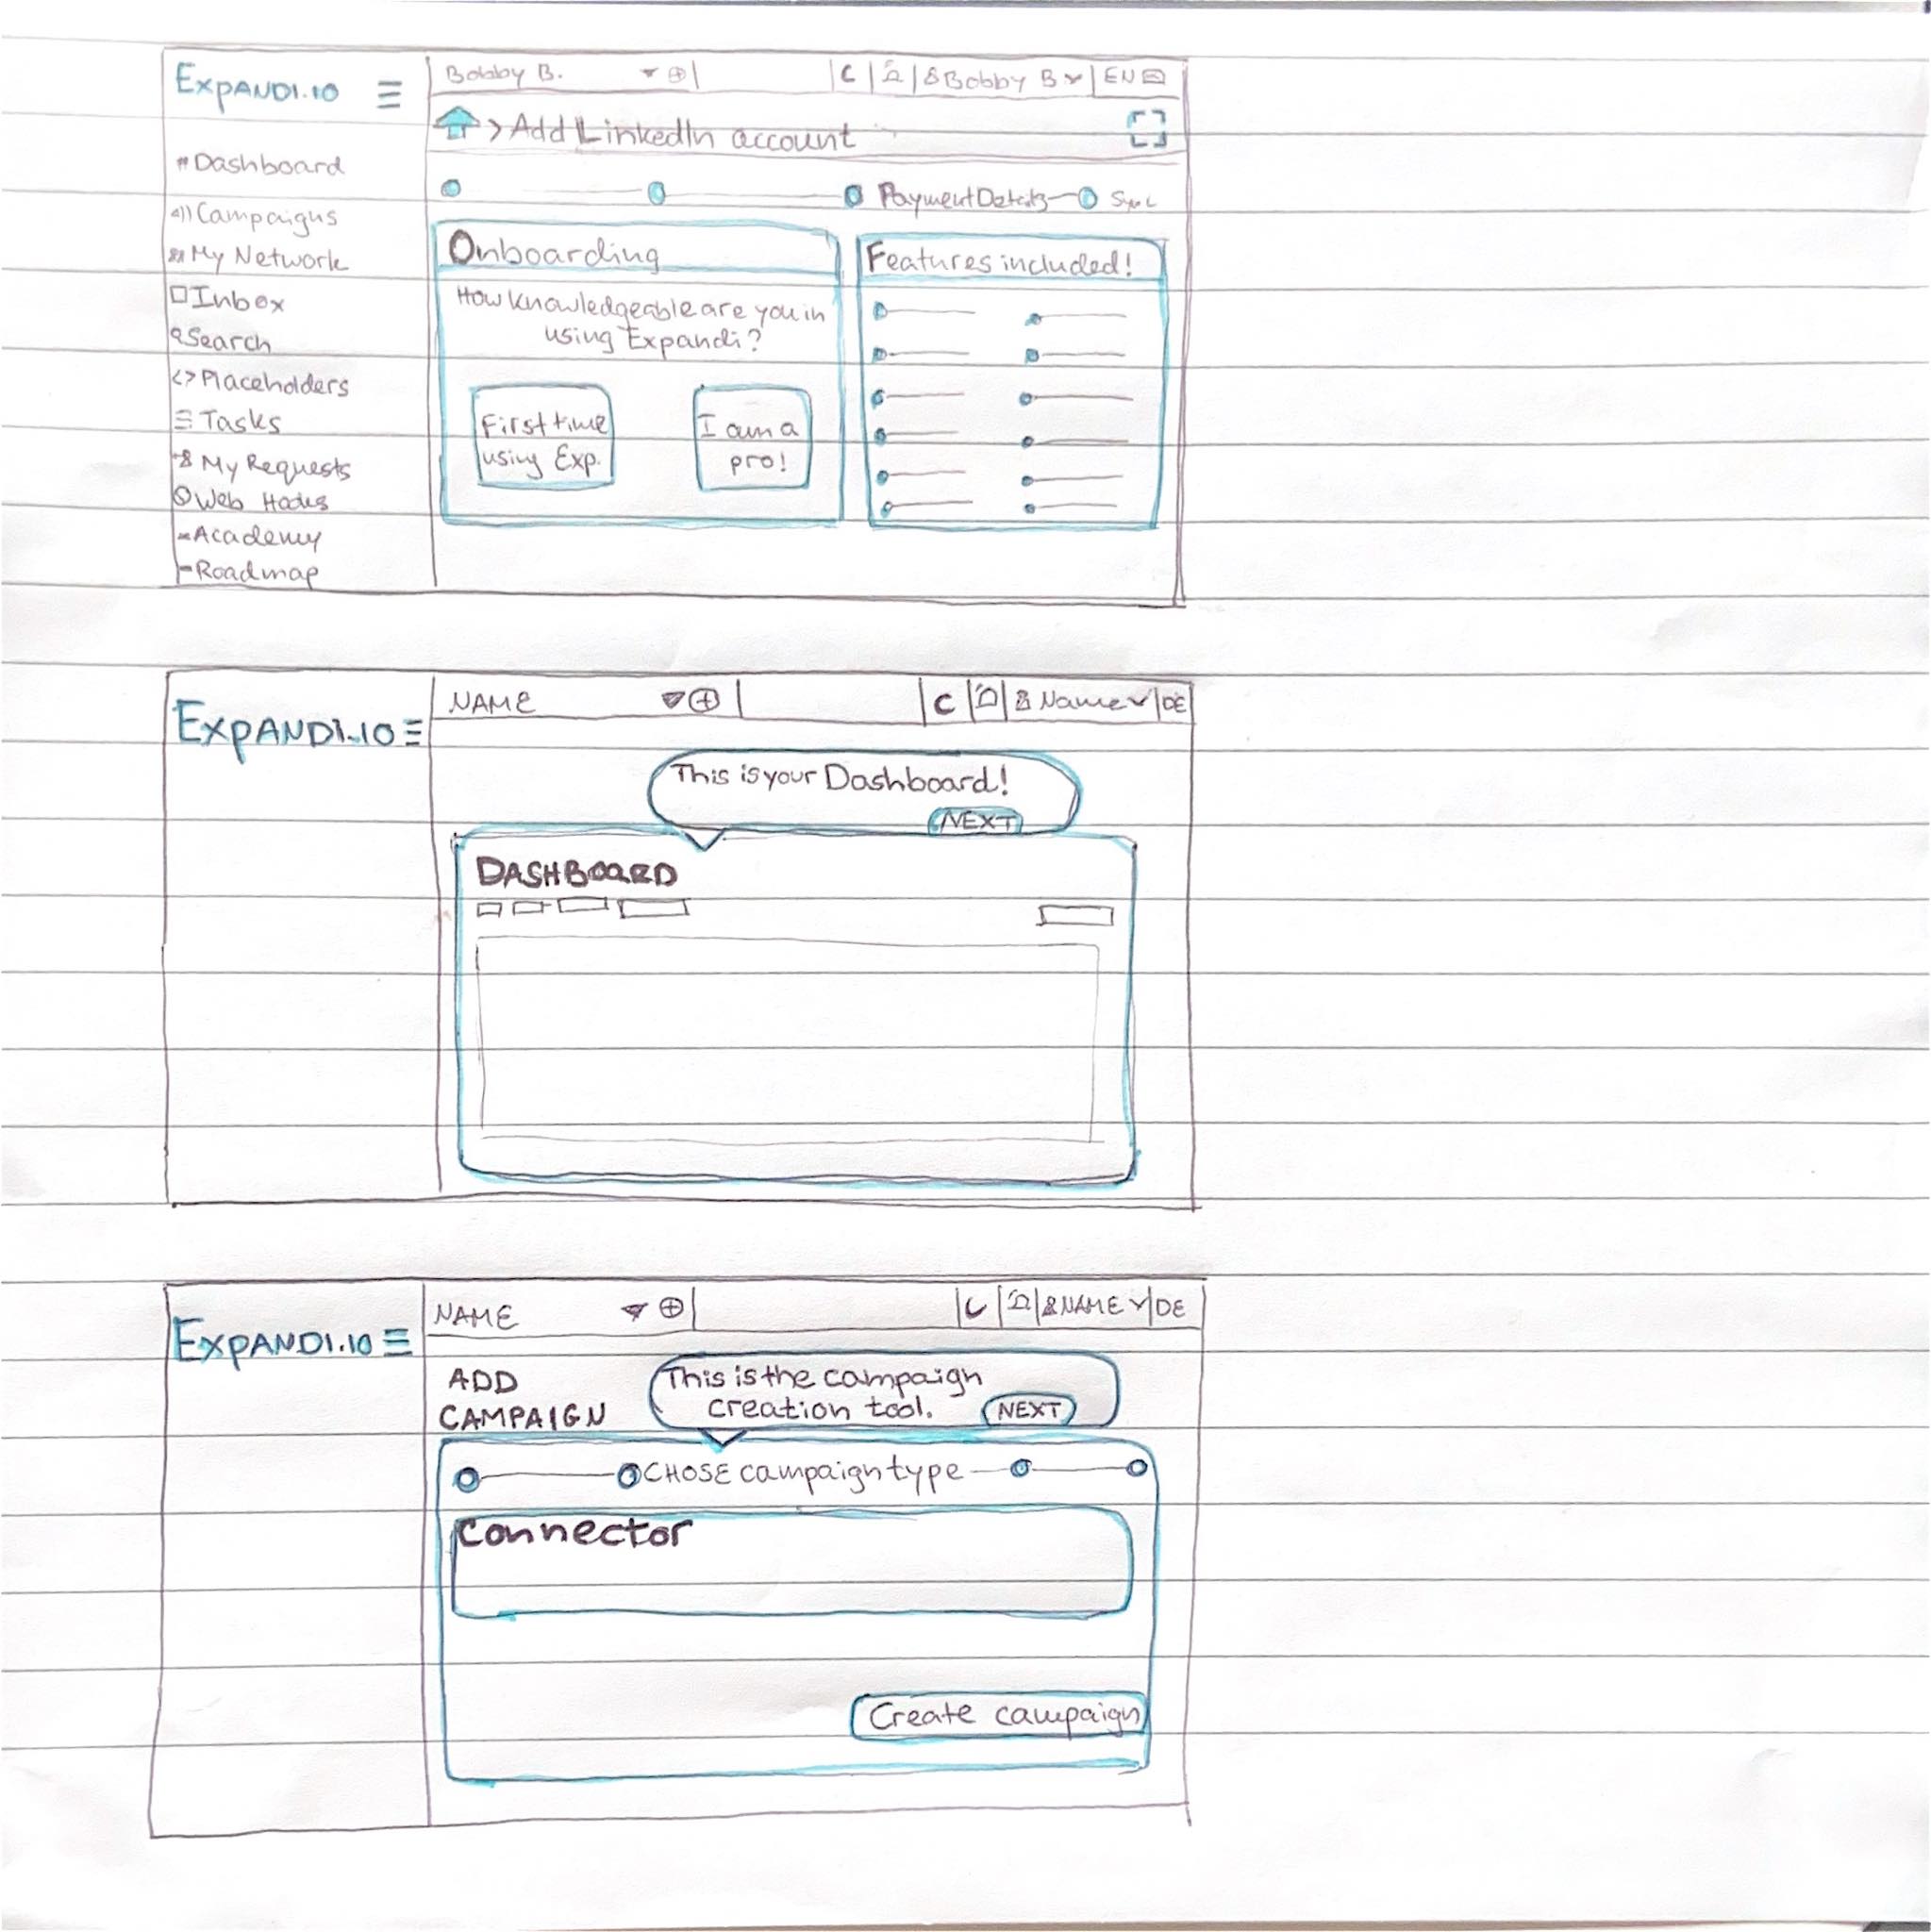 EXPANDI.IO
Bobby B.
Bobby B
EN
Add LinkedIn account
Dashboard
Campaigns
My Network
Inbox
Search
<> Placeholders
Tasks
My Requests
Web Hooks
Academy
Roadmap
Payment Details
Sync
Onboarding
How knowledgeable are you in
using Expandi?
First time
using Exp.
I am a
pro!
Features included!
EXPANDI.IO
NAME
C
Name
DE
This is your Dashboard!
NEXT
DASHBOARD
EXPANDI.IO
NAME
NAME
DE
ADD
CAMPAIGN
This is the campaign
creation tool.
NEXT
CHOSE campaign type
Connector
Create campaign